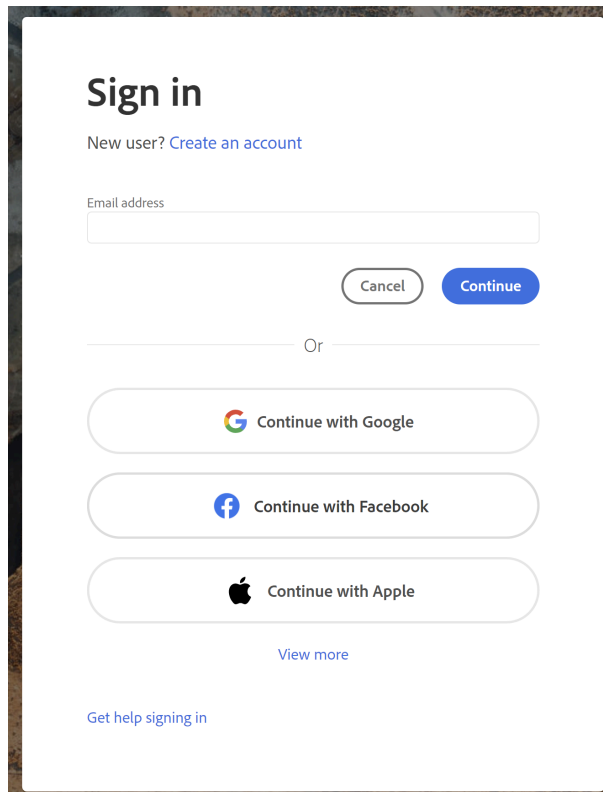 Sign in
New user? Create an account
Email address
Cancel Continue
Or
Continue with Google
Continue with Facebook
Continue with Apple
View more
Get help signing in